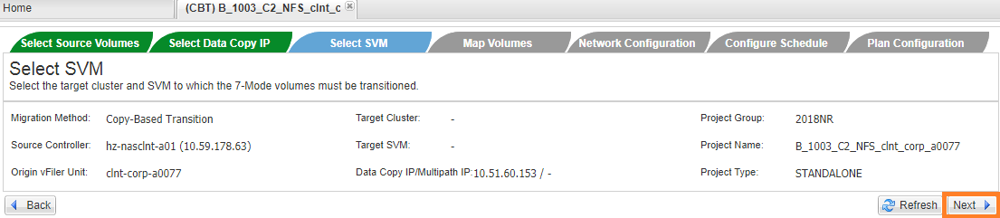 Home
(CBT) B_1003_C2_NFS_clnt_c
Select Source Volumes Select Data Copy IP Select SVM Map Volumes Network Configuration Configure Schedule Plan Configuration
Select SVM
Select the target cluster and SVM to which the 7-Mode volumes must be transitioned.
Migration Method: Copy-Based Transition Target Cluster: - Project Group: 2018NR
Source Controller: hz-nasclnt-a01 (10.59.178.63) Target SVM: - Project Name: B_1003_C2_NFS_clnt_corp_a0077
Origin vFiler Unit: clnt-corp-a0077 Data Copy IP/Multipath IP: 10.51.60.153 / - Project Type: STANDALONE
Back Refresh Next